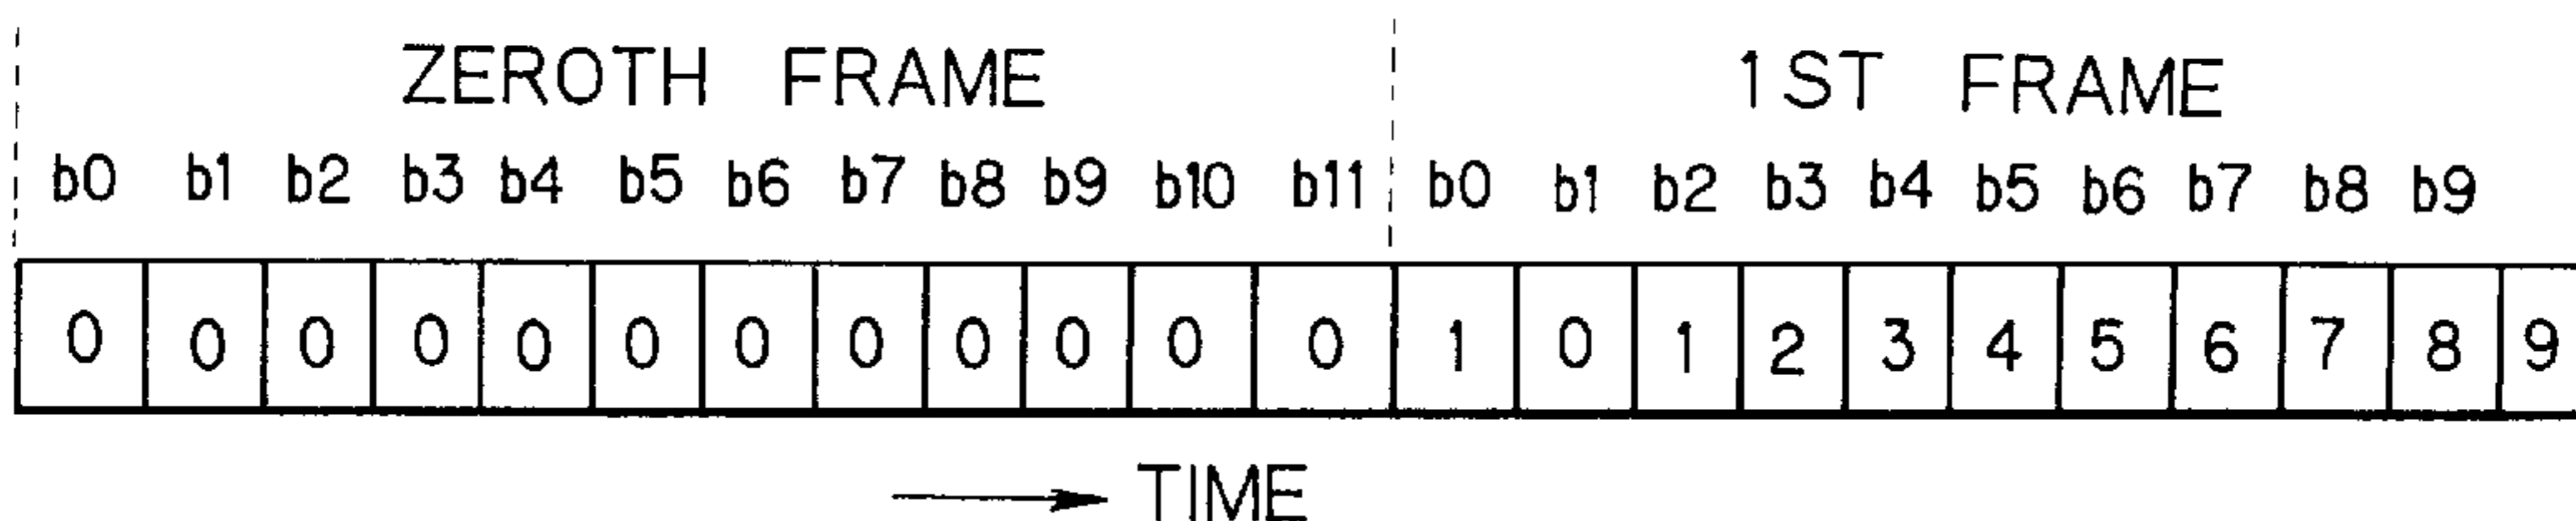 ZEROTH FRAME 1ST FRAME
b0 b1 b2 b3 b4 b5 b6 b7 b8 b9 b10 b11 b0 b1 b2 b3 b4 b5 b6 b7 b8 b9
0 0 0 0 0 0 0 0 0 0 0 0 1 0 1 2 3 4 5 6 7 8 9
TIME